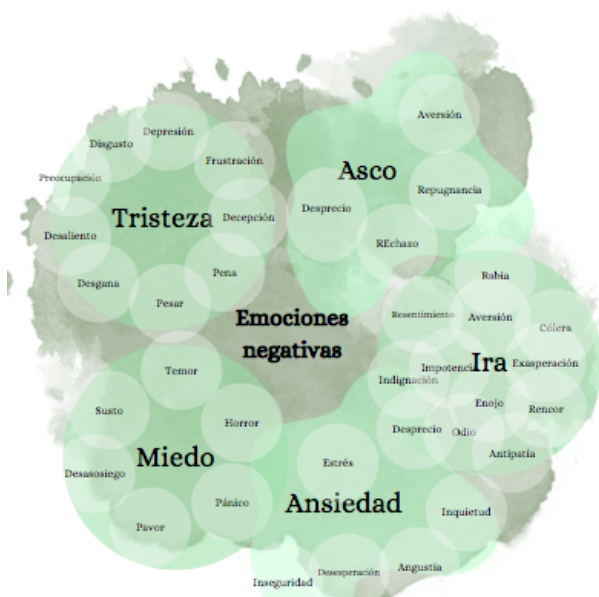 Aversión
Depresión
Disgusto
Frustración
Asco
Preocupación
Repugnancia
Desprecio
Tristeza
Decepción
Desaliento
REchazo
Pena
Desgana
Rabia
Pesar
Resentimiento
Aversión
Emociones
negativas
Cólera
Ira
Impotencia
Exasperación
Temor
Indignación
Enojo
Rencor
Susto
Horror
Desprecio
Odio
Antipatía
Miedo
Estrés
Desasosiego
Pánico
Ansiedad
Inquietud
Pavor
Angustía
Desesperación
Inseguridad